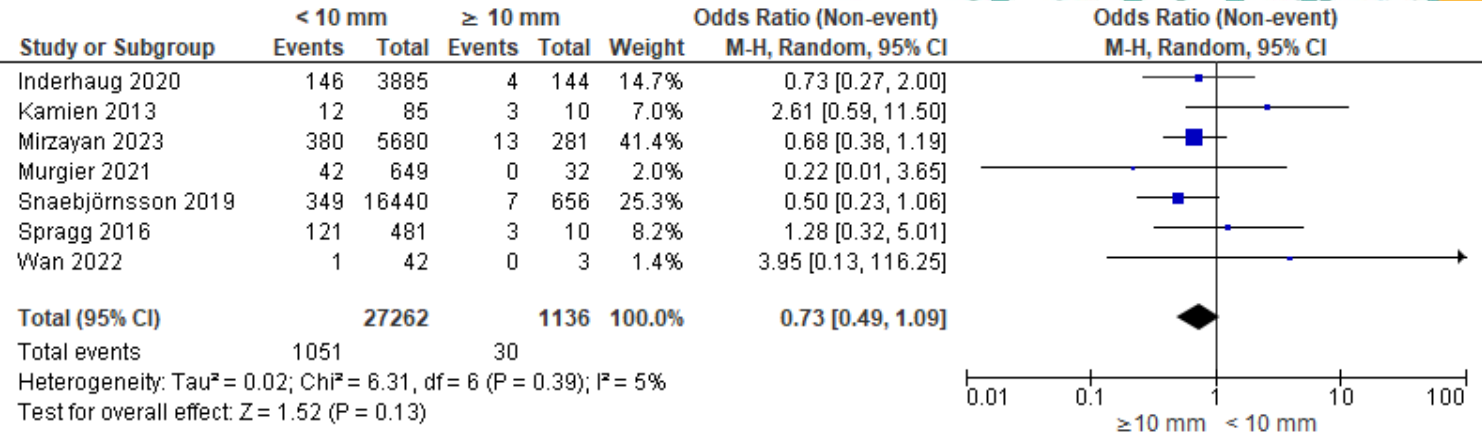 < 10 mm ≥ 10 mm Odds Ratio (Non-event) Odds Ratio (Non-event)
Study or Subgroup Events Total Events Total Weight M-H, Random, 95% CI M-H, Random, 95% CI
Inderhaug 2020 146 3885 4 144 14.7% 0.73 [0.27, 2.00]
Kamien 2013 12 85 3 10 7.0% 2.61 [0.59, 11.50]
Mirzayan 2023 380 5680 13 281 41.4% 0.68 [0.38, 1.19]
Murgier 2021 42 649 0 32 2.0% 0.22 [0.01, 3.65]
Snaebjörnsson 2019 349 16440 7 656 25.3% 0.50 [0.23, 1.06]
Spragg 2016 121 481 3 10 8.2% 1.28 [0.32, 5.01]
Wan 2022 1 42 0 3 1.4% 3.95 [0.13, 116.25]
Total (95% CI) 27262 1136 100.0% 0.73 [0.49, 1.09]
Total events 1051 30
Heterogeneity: Tau² = 0.02; Chi² = 6.31, df = 6 (P = 0.39); I² = 5%
Test for overall effect: Z = 1.52 (P = 0.13)
0.01 0.1 1 10 100
≥10 mm < 10 mm